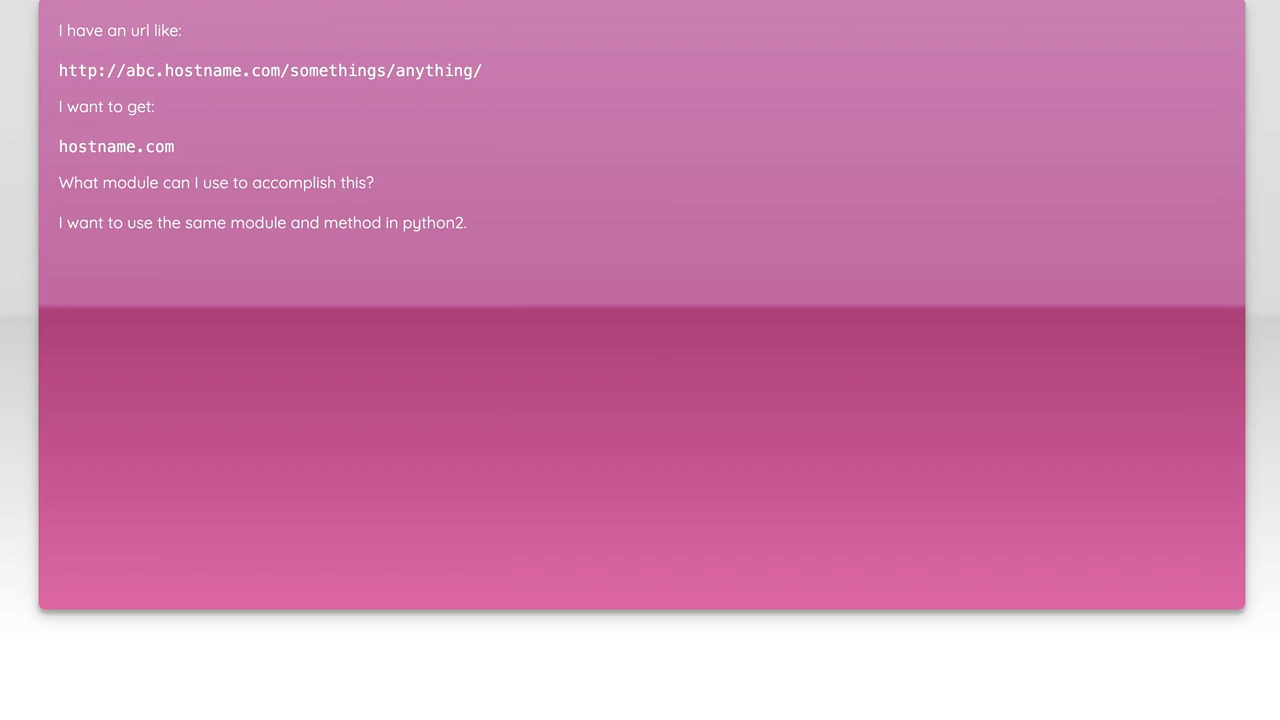 I have an url like:
http://abc.hostname.com/somethings/anything/
I want to get:
hostname.com
What module can I use to accomplish this?
I want to use the same module and method in python2.